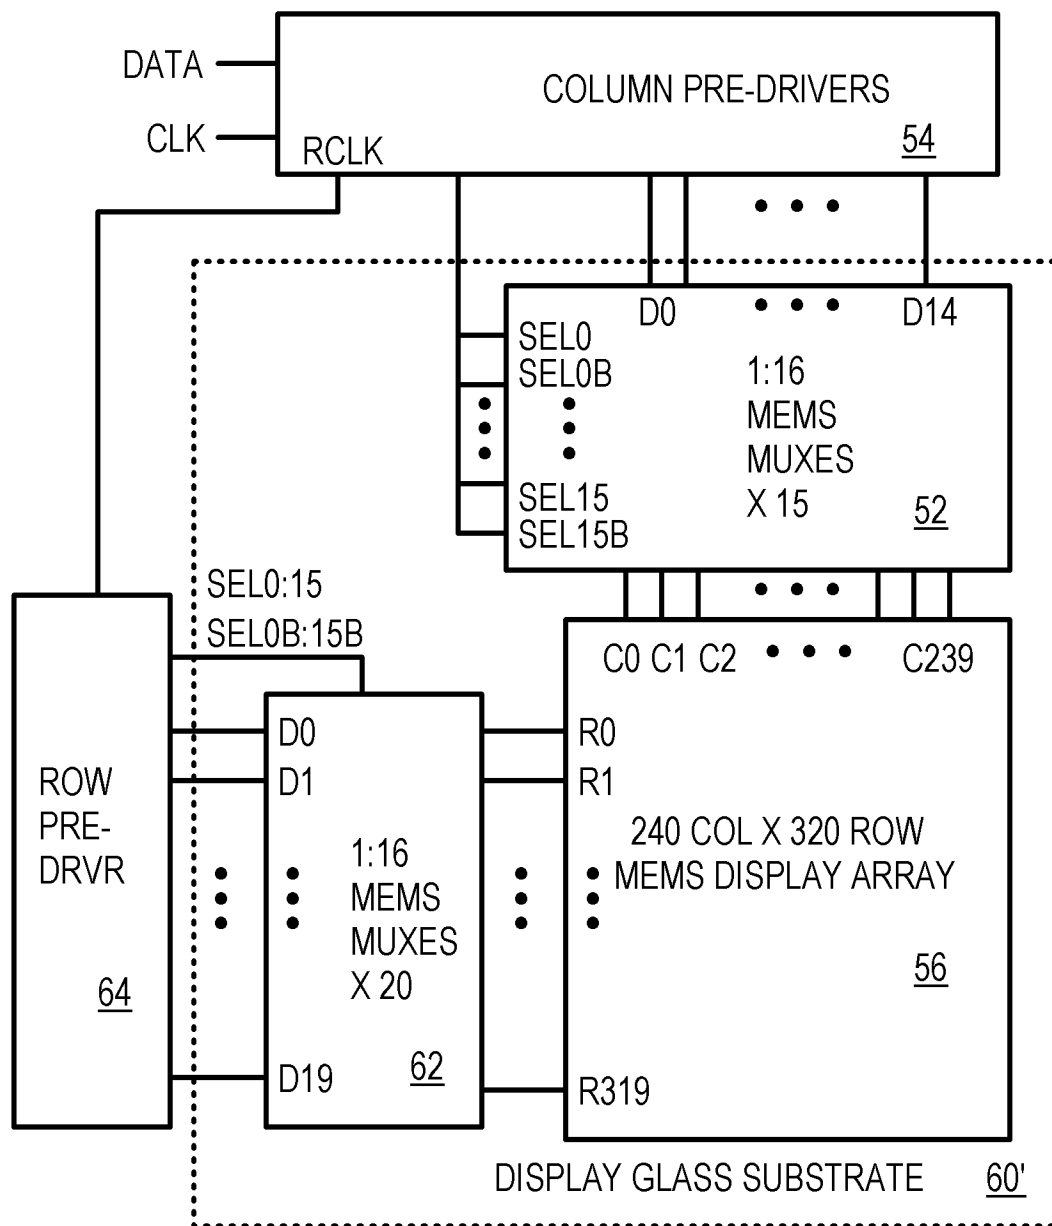 DATA
CLK
COLUMN PRE-DRIVERS
54
RCLK
D0
D14
SEL0
SEL0B
SEL15
SEL15B
1:16
MEMS
MUXES
X 15
52
SEL0:15
SEL0B:15B
C0 C1 C2
C239
ROW
PRE-
DRVR
64
D0
D1
D19
1:16
MEMS
MUXES
X 20
62
R0
R1
R319
240 COL X 320 ROW
MEMS DISPLAY ARRAY
56
DISPLAY GLASS SUBSTRATE 60'